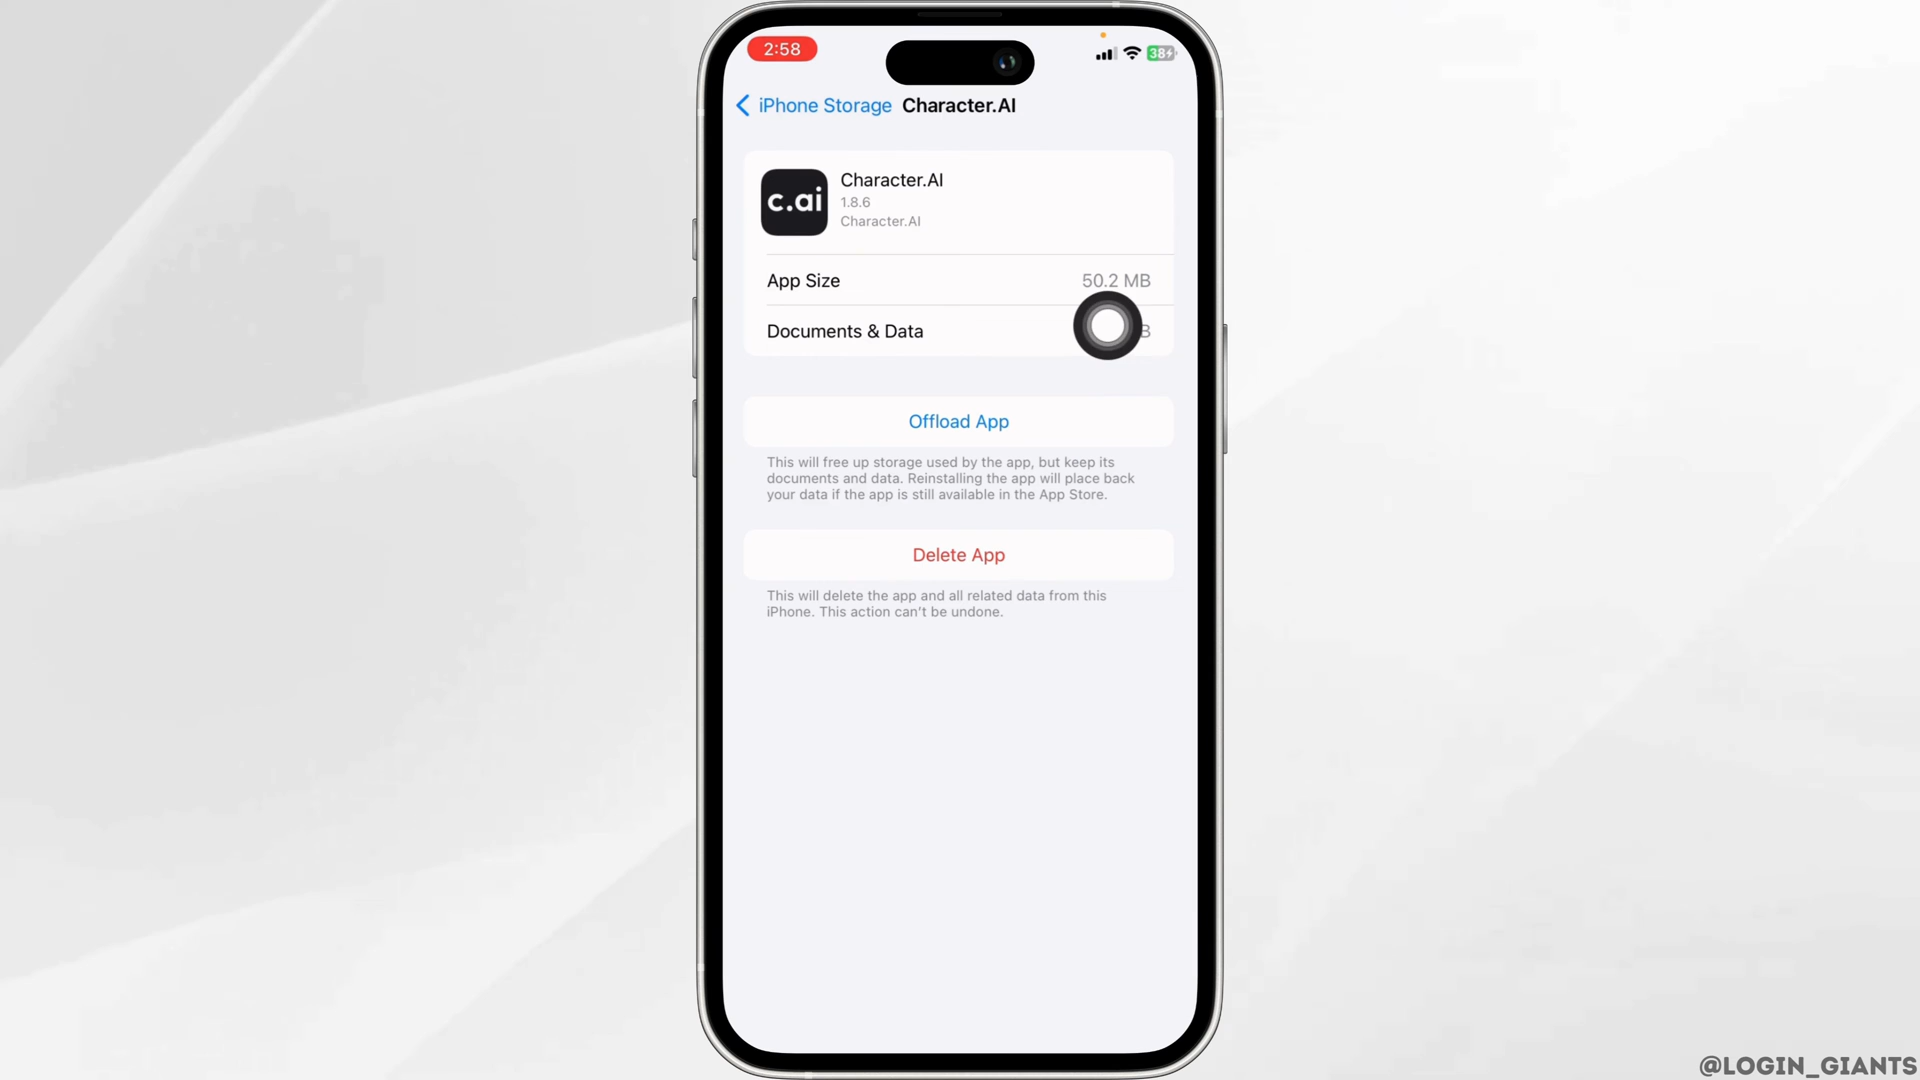 2:58
38
iPhone Storage Character.AI
c.ai
Character.AI
1.8.6
Character.AI
App Size 50.2 MB
Documents & Data
Offload App
This will free up storage used by the app, but keep its
documents and data. Reinstalling the app will place back
your data if the app is still available in the App Store.
Delete App
This will delete the app and all related data from this
iPhone. This action can't be undone.
@LOGIN_GIANTS